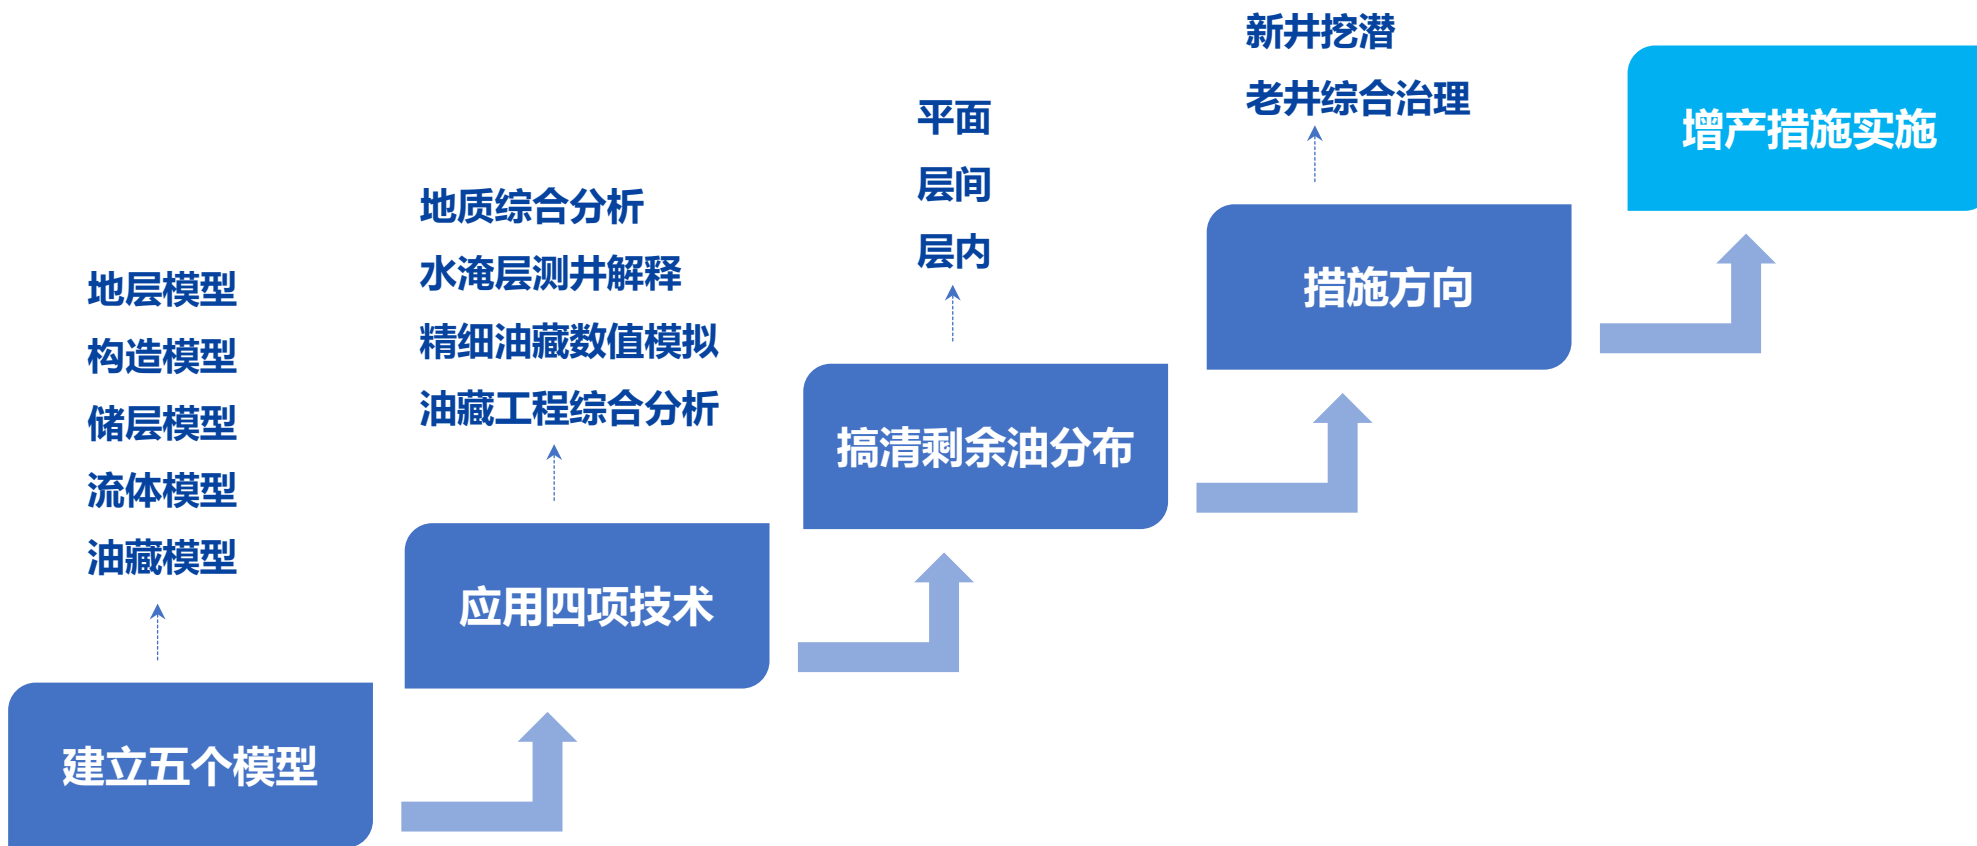 地层模型
构造模型
储层模型
流体模型
油藏模型
建立五个模型
地质综合分析
水淹层测井解释
精细油藏数值模拟
油藏工程综合分析
应用四项技术
平面
层间
层内
搞清剩余油分布
新井挖潜
老井综合治理
措施方向
增产措施实施